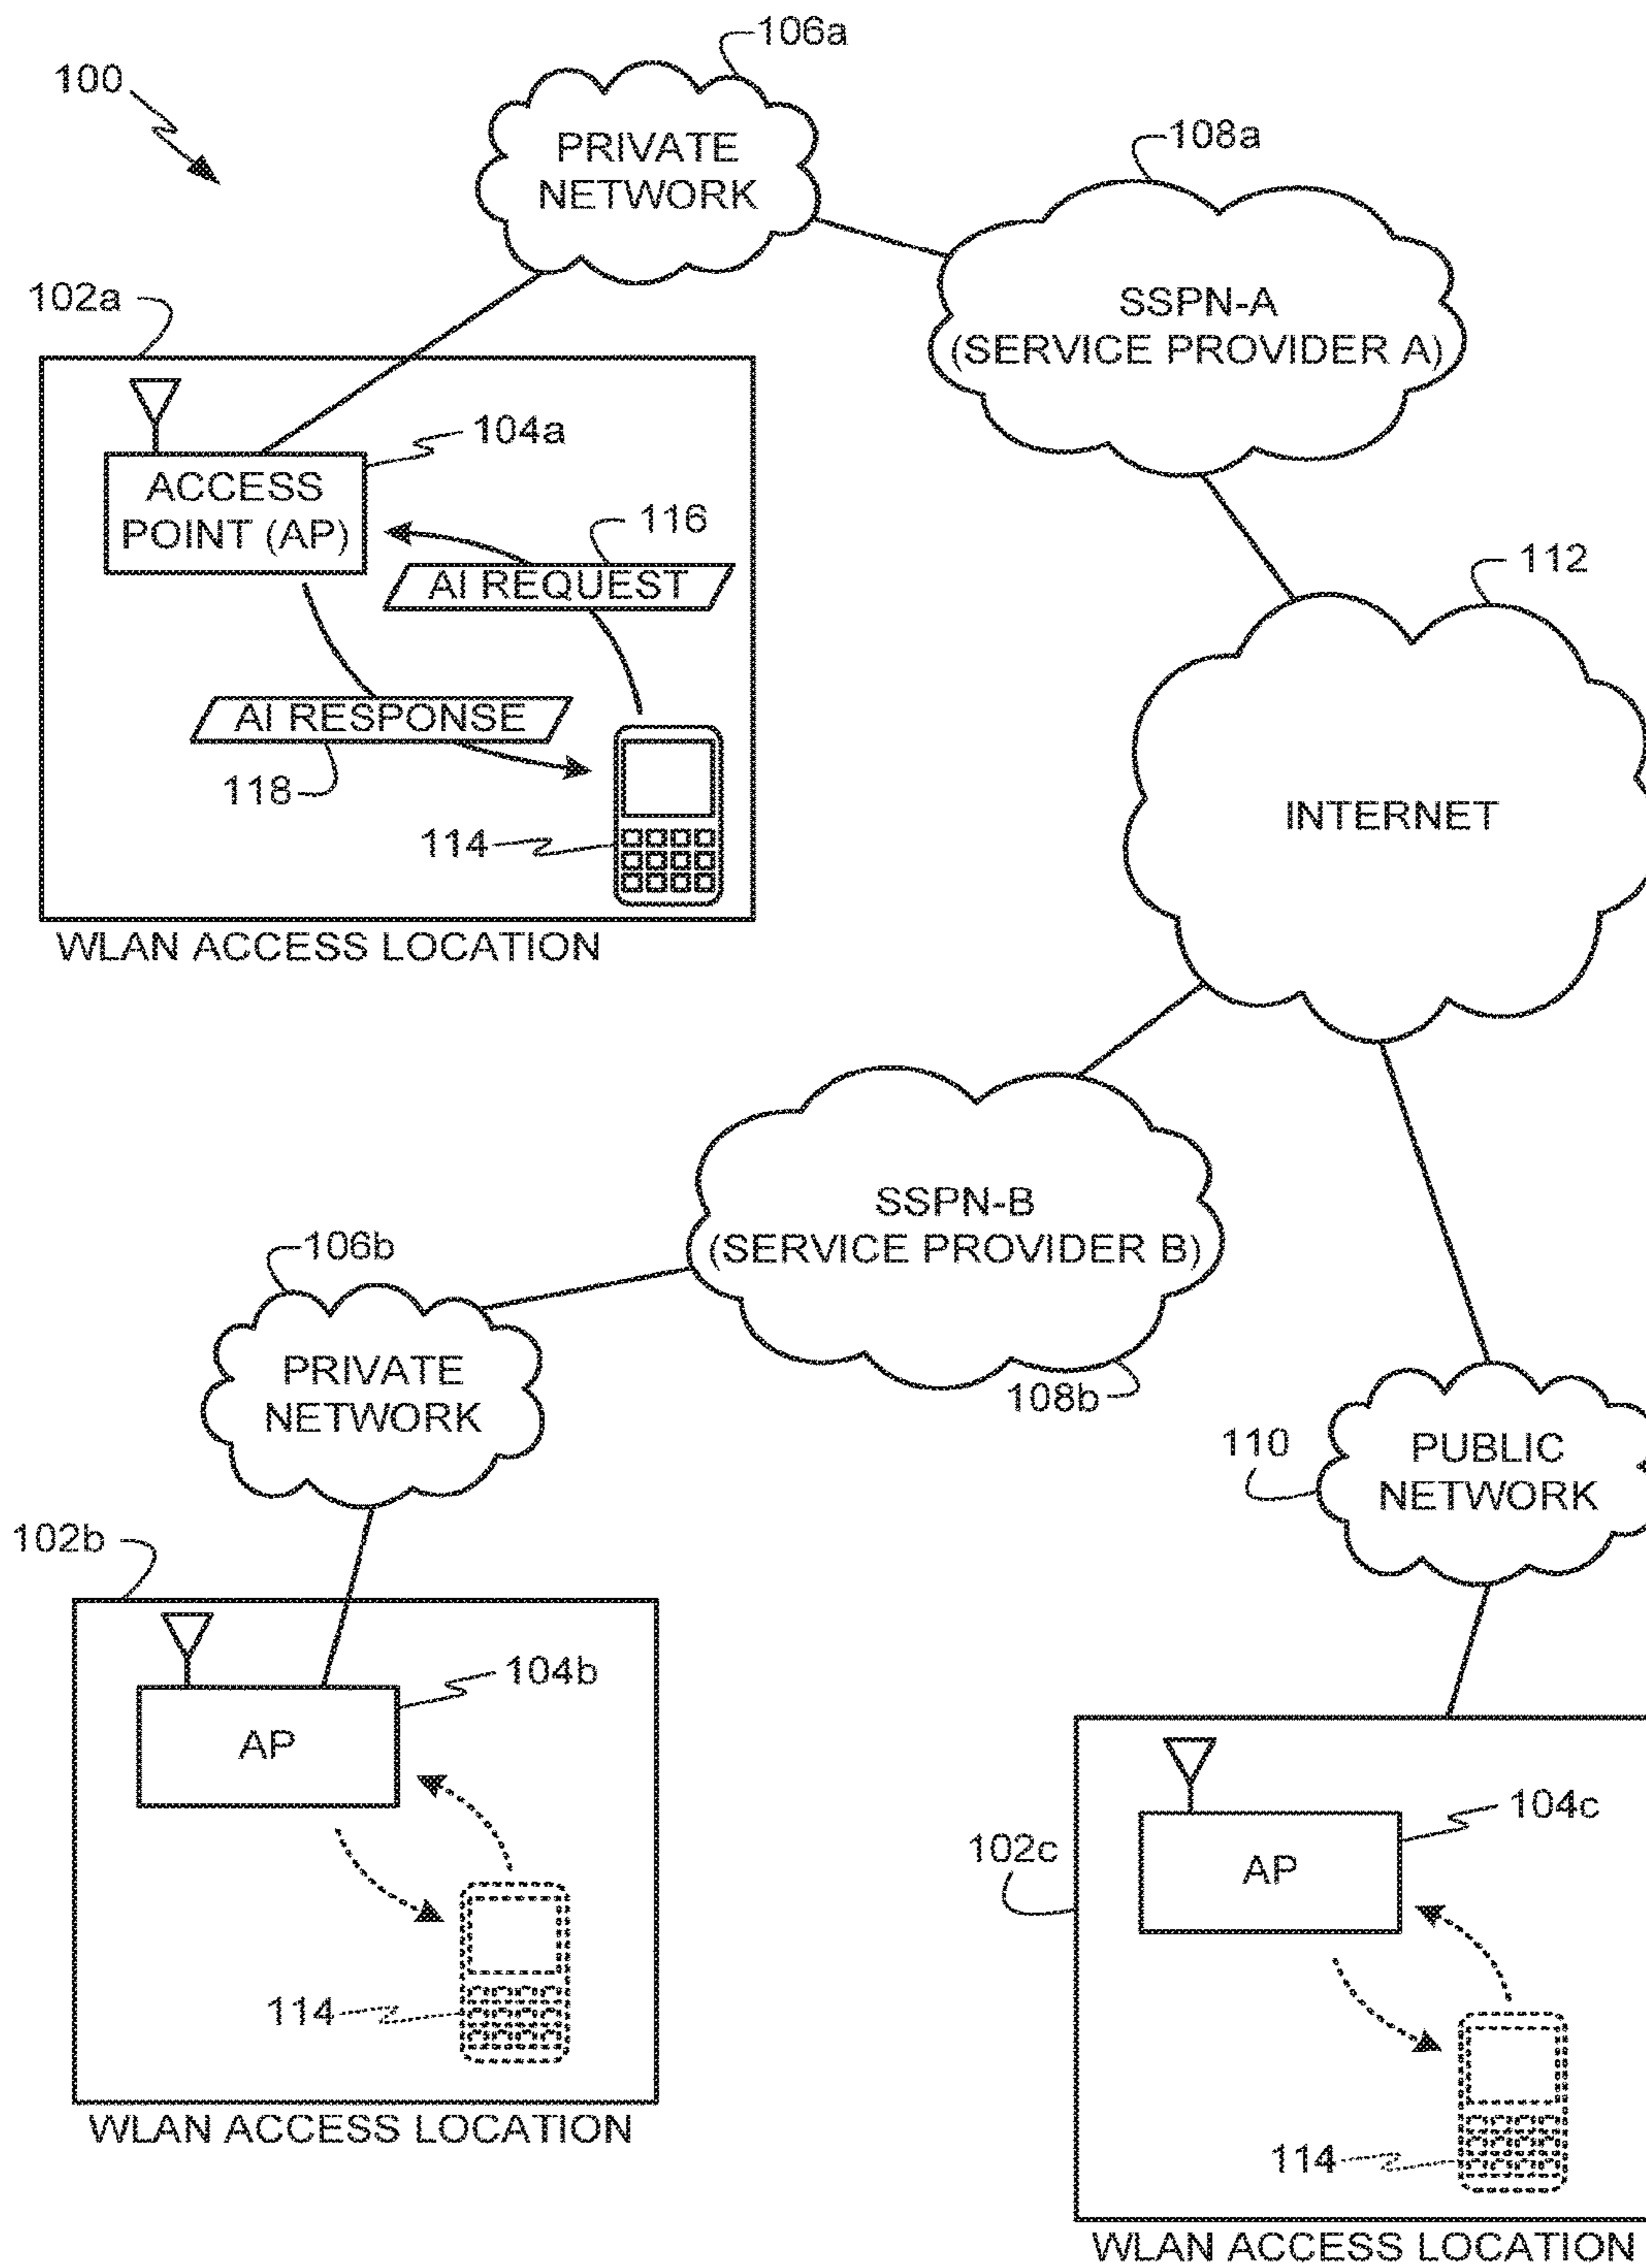 106a
100
PRIVATE
NETWORK
108a
102a
SSPN-A
(SERVICE PROVIDER A)
104a
ACCESS
POINT (AP)
116
AI REQUEST
112
AI RESPONSE
118
114
INTERNET
WLAN ACCESS LOCATION
SSPN-B
(SERVICE PROVIDER B)
106b
PRIVATE
NETWORK
108b
110
PUBLIC
NETWORK
102b
104b
AP
104c
102c
AP
114
WLAN ACCESS LOCATION
114
WLAN ACCESS LOCATION